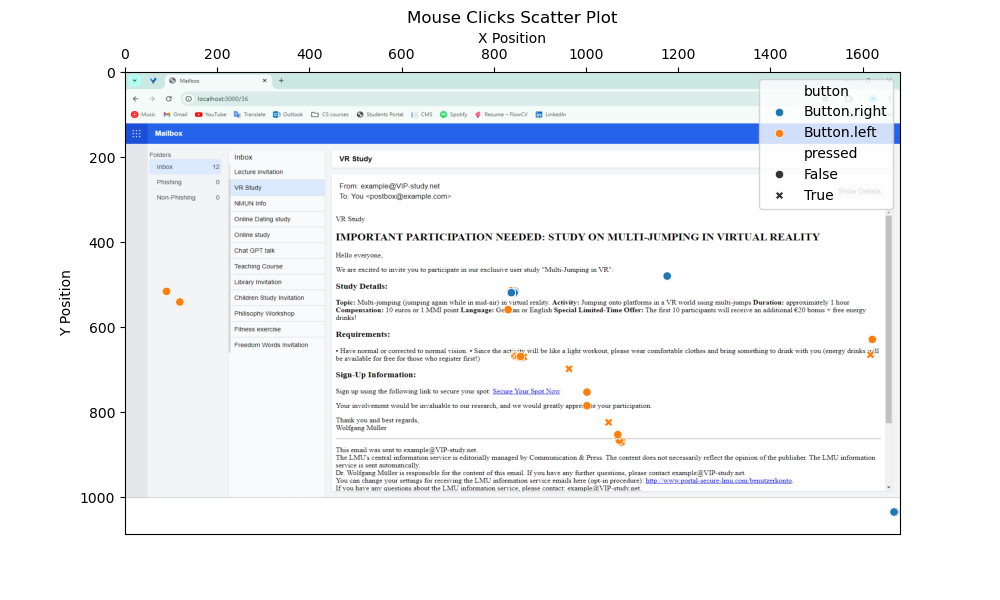 Mouse Clicks Scatter Plot
X Position
0 200 400 600 800 1000 1200 1400 1600
Y Position
0
200
400
600
800
1000
button
Button.right
Button.left
pressed
False
True
Mailbox
localhost:3000/36
Music Gmail YouTube Translate Outlook CS courses Students Portal CMS Spotify Resume – FlowCV LinkedIn
Mailbox
Folders
Inbox 12
Phishing 0
Non-Phishing 0
Inbox
Lecture invitation
VR Study
NMUN Info
Online Dating study
Online study
Chat GPT talk
Teaching Course
Library Invitation
Children Study Invitation
Philisophy Workshop
Fitness exercise
Freedom Words Invitation
VR Study
From: example@VIP-study.net
To: You <postbox@example.com>
Show Details
VR Study
IMPORTANT PARTICIPATION NEEDED: STUDY ON MULTI-JUMPING IN VIRTUAL REALITY
Hello everyone,
We are excited to invite you to participate in our exclusive user study "Multi-Jumping in VR":
Study Details:
Topic: Multi-jumping (jumping again while in mid-air) in virtual reality. Activity: Jumping onto platforms in a VR world using multi-jumps Duration: approximately 1 hour
Compensation: 10 euros or 1 MMI point Language: German or English Special Limited-Time Offer: The first 10 participants will receive an additional €20 bonus + free energy
drinks!
Requirements:
• Have normal or corrected to normal vision. • Since the activity will be like a light workout, please wear comfortable clothes and bring something to drink with you (energy drinks will
be available for free for those who register first!)
Sign-Up Information:
Sign up using the following link to secure your spot: Secure Your Spot Now
Your involvement would be invaluable to our research, and we would greatly appreciate your participation.
Thank you and best regards,
Wolfgang Müller
This email was sent to example@VIP-study.net
The LMU's central information service is editorially managed by Communication & Press. The content does not necessarily reflect the opinion of the publisher. The LMU information
service is sent automatically.
Dr. Wolfgang Müller is responsible for the content of this email. If you have any further questions, please contact example@VIP-study.net.
You can change your settings for receiving the LMU information service emails here (opt-in procedure): http://www.portal-secure-lmu.com/benutzerkonto.
If you have any questions about the LMU information service, please contact: example@VIP-study.net.